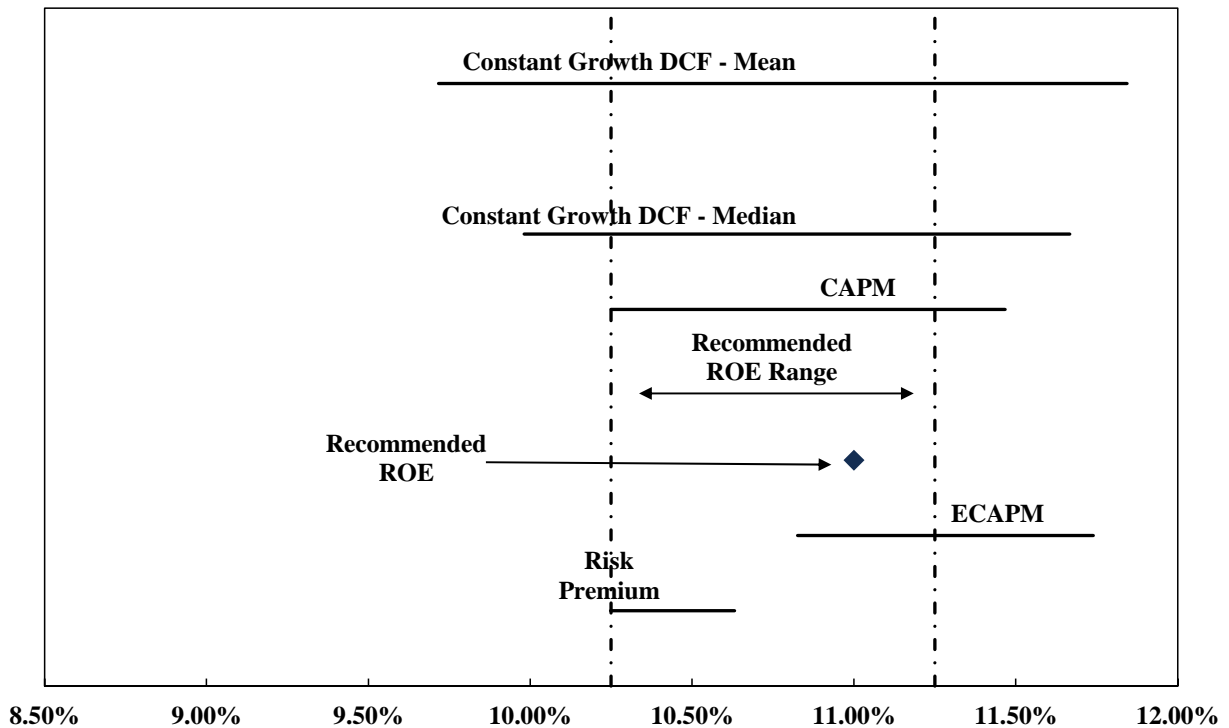 Constant Growth DCF - Mean
Constant Growth DCF - Median
CAPM
Recommended
ROE Range
Recommended
ROE
ECAPM
Risk
Premium
8.50% 9.00% 9.50% 10.00% 10.50% 11.00% 11.50% 12.00%